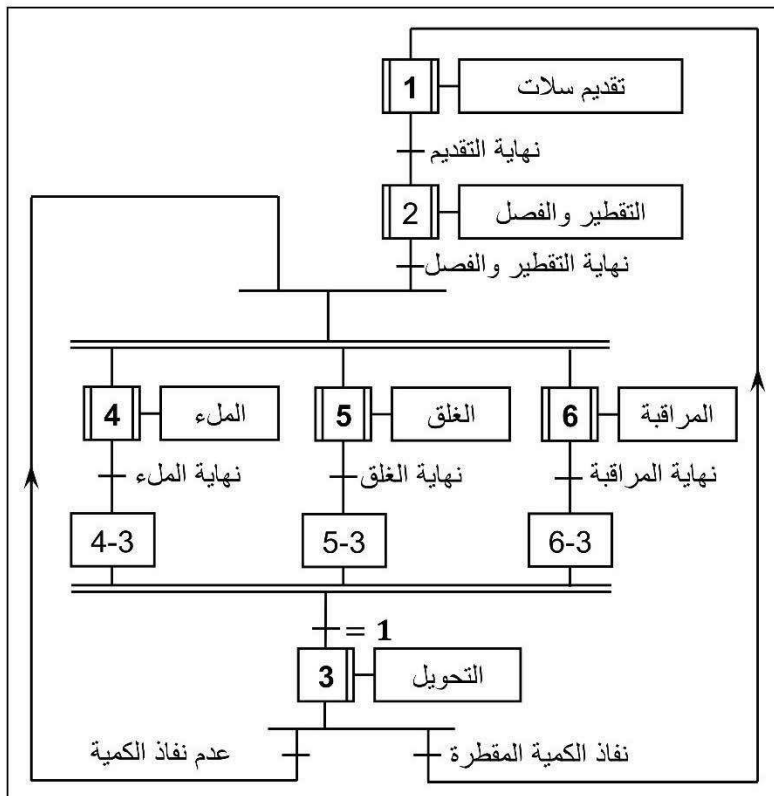 1
تقديم سلات
نهاية التقديم
2
التقطير والفصل
نهاية التقطير والفصل
4
الملء
5
الغلق
6
المراقبة
نهاية الملء
نهاية الغلق
نهاية المراقبة
4-3
5-3
6-3
= 1
3
التحويل
عدم نفاذ الكمية
نفاذ الكمية المقطرة